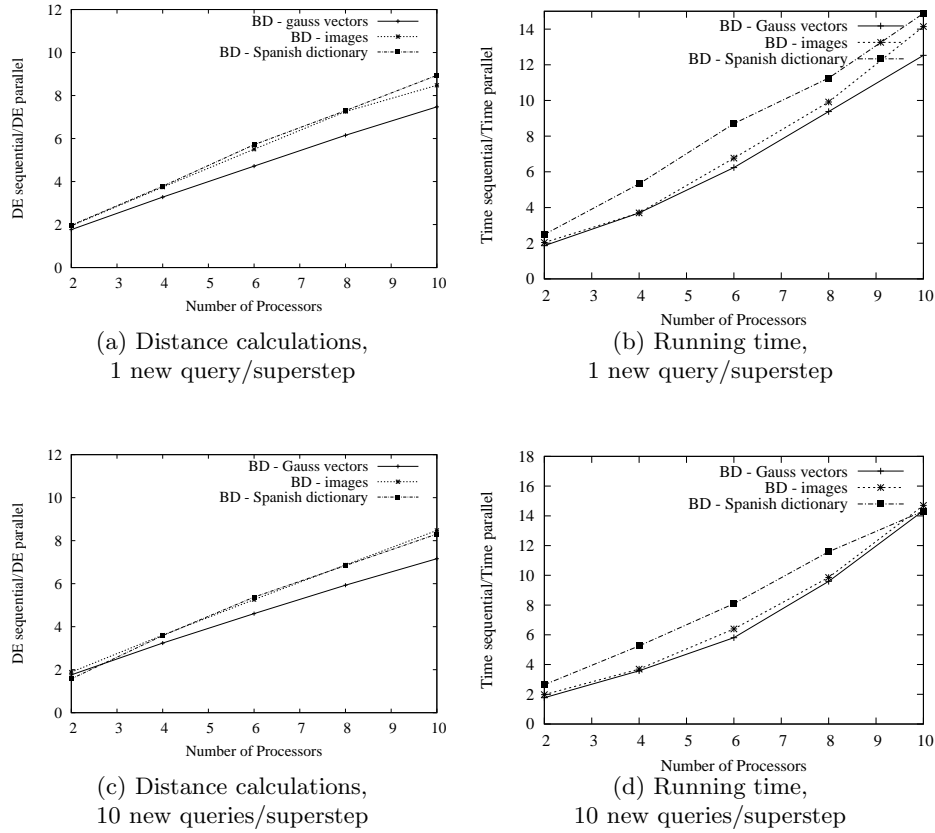 12
10
8
6
4
2
0
DE sequential/DE parallel
BD - gauss vectors
BD - images
BD - Spanish dictionary
2 3 4 5 6 7 8 9 10
Number of Processors
(a) Distance calculations,
1 new query/superstep
14
12
10
8
6
4
2
0
Time sequential/Time parallel
BD - Gauss vectors
BD - images
BD - Spanish dictionary
2 3 4 5 6 7 8 9 10
Number of Processors
(b) Running time,
1 new query/superstep
12
10
8
6
4
2
0
DE sequential/DE parallel
BD - Gauss vectors
BD - images
BD - Spanish dictionary
2 3 4 5 6 7 8 9 10
Number of Processors
(c) Distance calculations,
10 new queries/superstep
18
16
14
12
10
8
6
4
2
0
Time sequential/Time parallel
BD - Gauss vectors
BD - images
BD - Spanish dictionary
2 3 4 5 6 7 8 9 10
Number of Processors
(d) Running time,
10 new queries/superstep